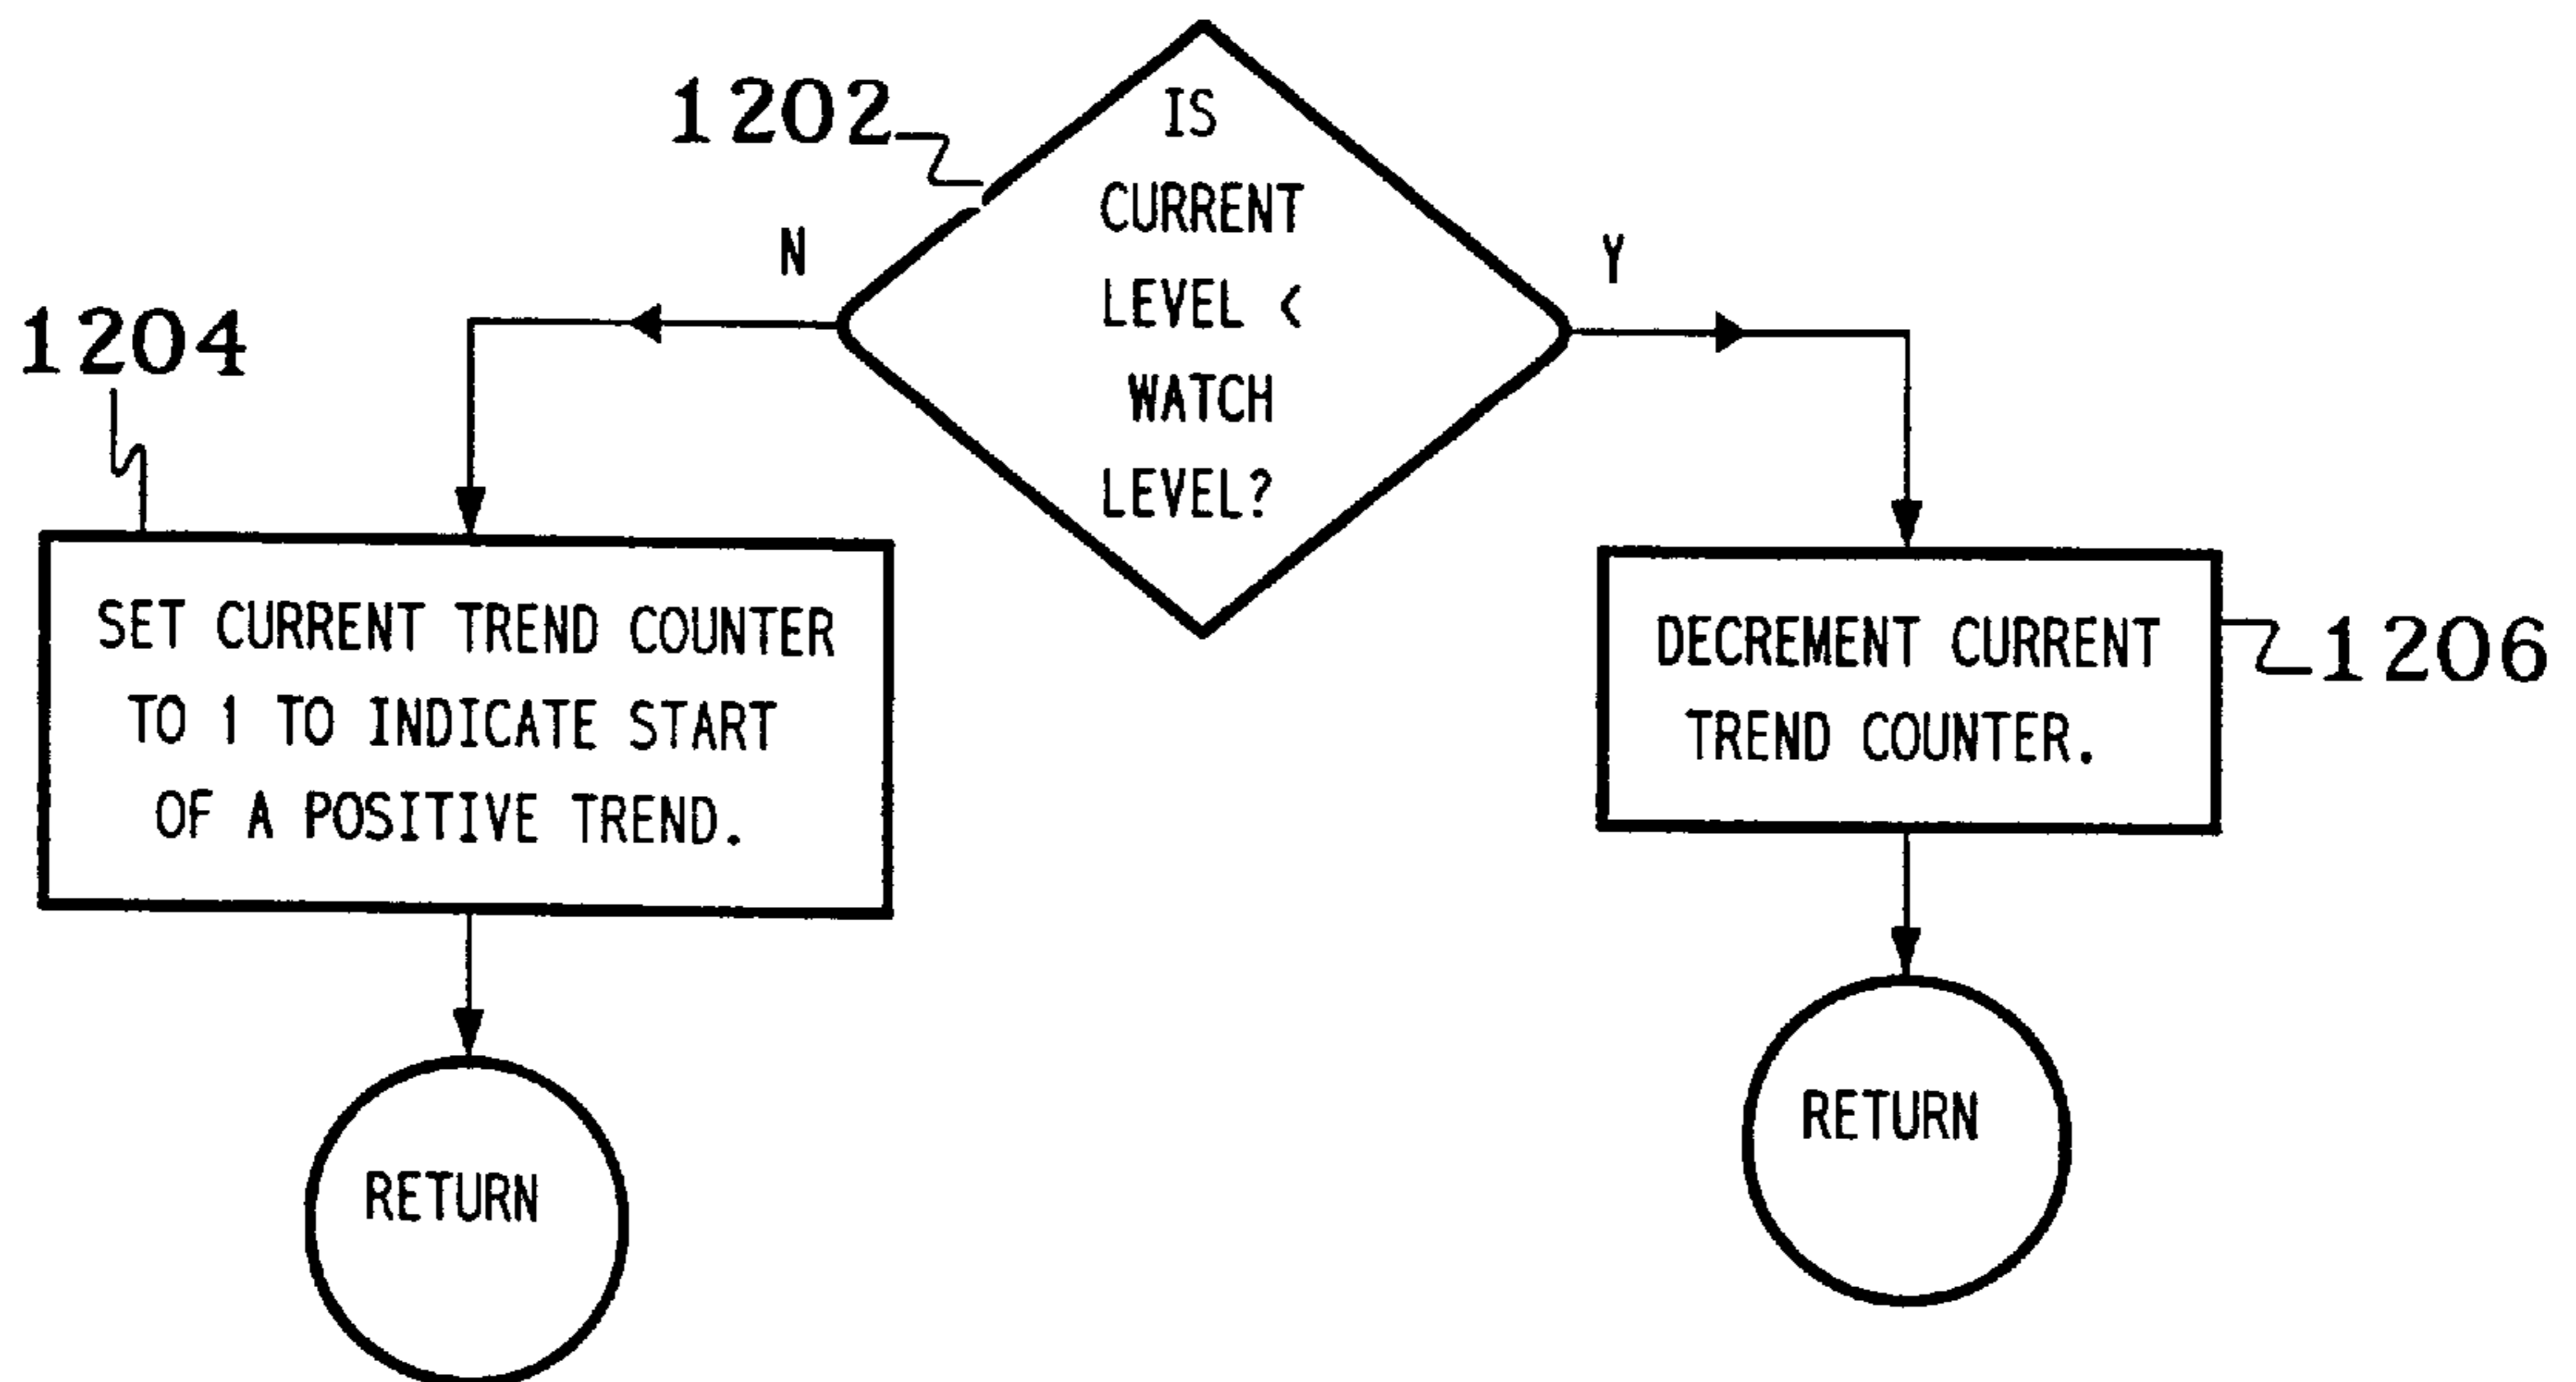 1202
IS
CURRENT
LEVEL <
WATCH
LEVEL?
N
Y
1204
SET CURRENT TREND COUNTER
TO 1 TO INDICATE START
OF A POSITIVE TREND.
DECREMENT CURRENT
TREND COUNTER.
1206
RETURN
RETURN